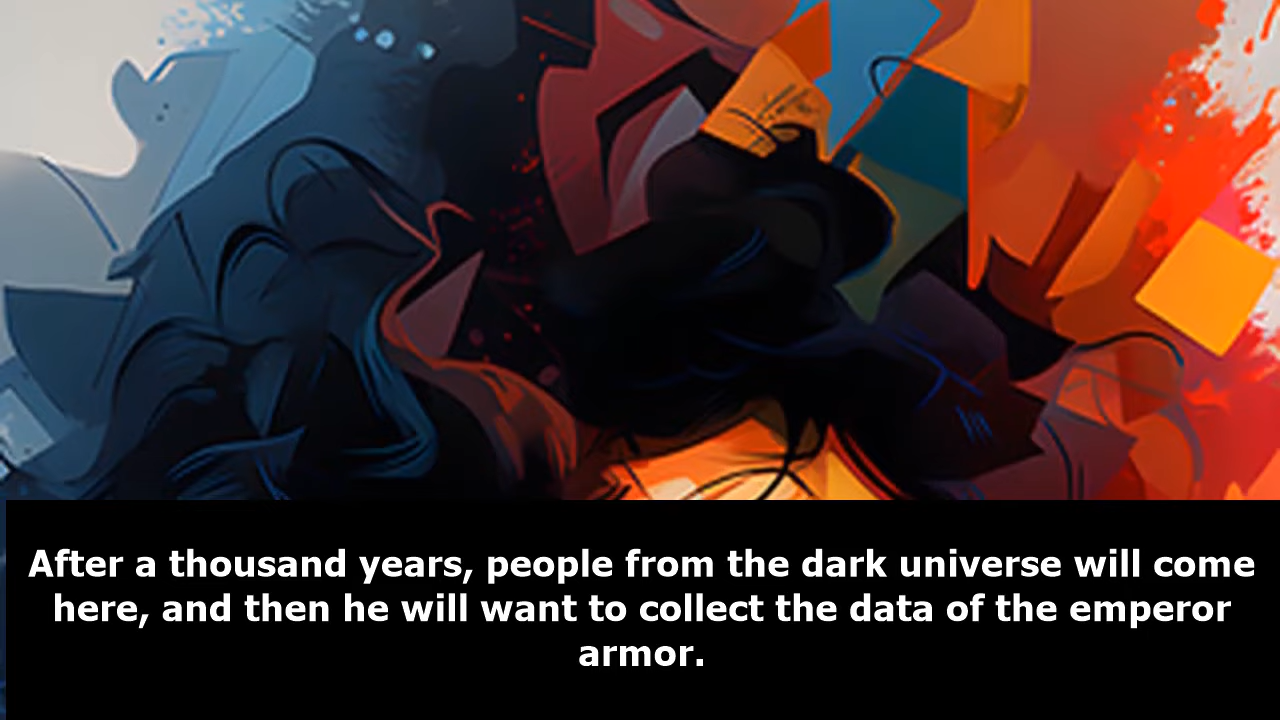 After a thousand years, people from the dark universe will come
here, and then he will want to collect the data of the emperor
armor.